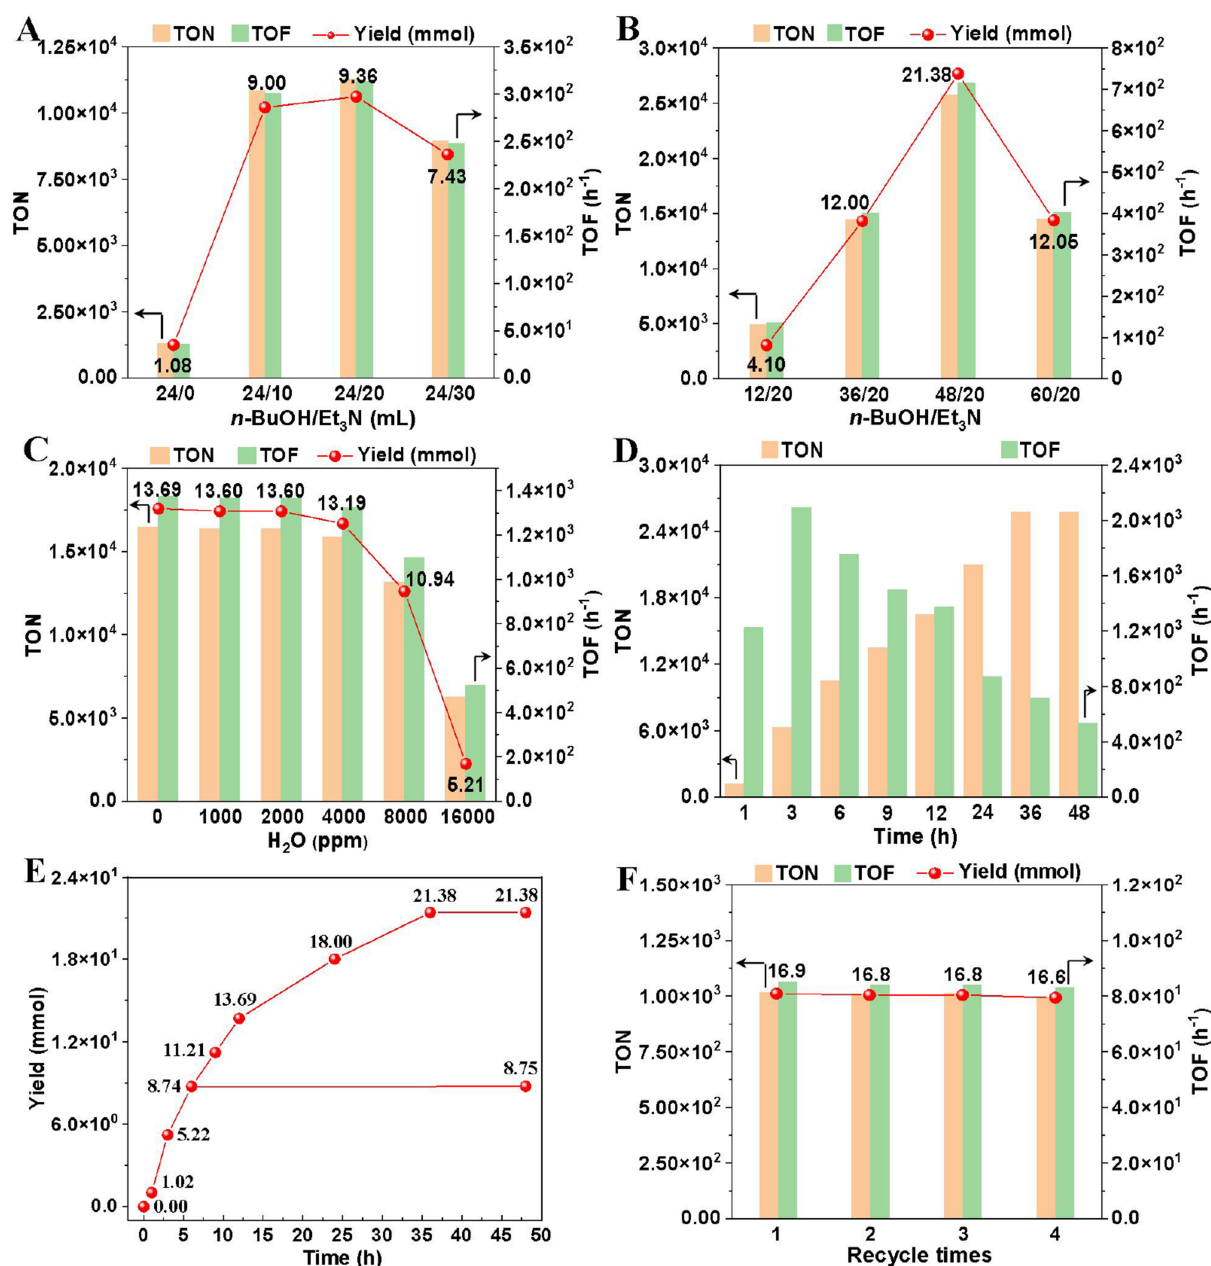 A
TON TOF Yield (mmol)
1.25×10⁴
1.00×10⁴
7.50×10³
5.00×10³
2.50×10³
0.00
TON
9.00
9.36
7.43
1.08
3.5×10²
3.0×10²
2.5×10²
2.0×10²
1.5×10²
1.0×10²
5.0×10¹
0.0
TOF (h⁻¹)
24/0 24/10 24/20 24/30
n-BuOH/Et₃N (mL)
B
TON TOF Yield (mmol)
3.0×10⁴
2.5×10⁴
2.0×10⁴
1.5×10⁴
1.0×10⁴
5.0×10³
0.0
TON
21.38
12.00
12.05
4.10
8×10²
7×10²
6×10²
5×10²
4×10²
3×10²
2×10²
1×10²
0
TOF (h⁻¹)
12/20 36/20 48/20 60/20
n-BuOH/Et₃N
C
TON TOF Yield (mmol)
2.0×10⁴
1.5×10⁴
1.0×10⁴
5.0×10³
0.0
TON
13.69 13.60 13.60 13.19
10.94
5.21
1.4×10³
1.2×10³
1.0×10³
8.0×10²
6.0×10²
4.0×10²
2.0×10²
0.0
TOF (h⁻¹)
0 1000 2000 4000 8000 16000
H₂O (ppm)
D
TON TOF
3.0×10⁴
2.4×10⁴
1.8×10⁴
1.2×10⁴
6.0×10³
0.0
TON
2.4×10³
2.0×10³
1.6×10³
1.2×10³
8.0×10²
4.0×10²
0.0
TOF (h⁻¹)
1 3 6 9 12 24 36 48
Time (h)
E
2.4×10¹
1.8×10¹
1.2×10¹
6.0×10⁰
0.0
Yield (mmol)
21.38 21.38
18.00
13.69
11.21
8.74 8.75
5.22
1.02
0.00
0 5 10 15 20 25 30 35 40 45 50
Time (h)
F
TON TOF Yield (mmol)
1.50×10³
1.25×10³
1.00×10³
7.50×10²
5.00×10²
2.50×10²
0.00
TON
16.9 16.8 16.8 16.6
1.2×10²
1.0×10²
8.0×10¹
6.0×10¹
4.0×10¹
2.0×10¹
0.0
TOF (h⁻¹)
1 2 3 4
Recycle times